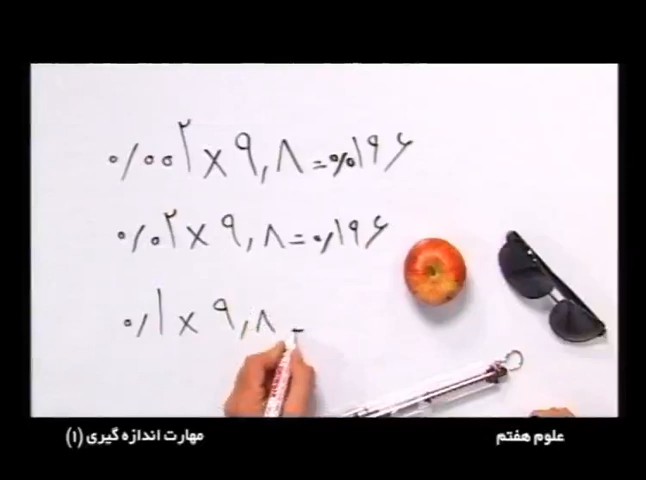 ۰/۰۰۲ × ۹/۸ = ۰/۰۱۹۶
۰/۰۲ × ۹/۸ = ۰/۱۹۶
۰/۱ × ۹/۸ -
علوم هفتم
مهارت اندازه گیری (۱)